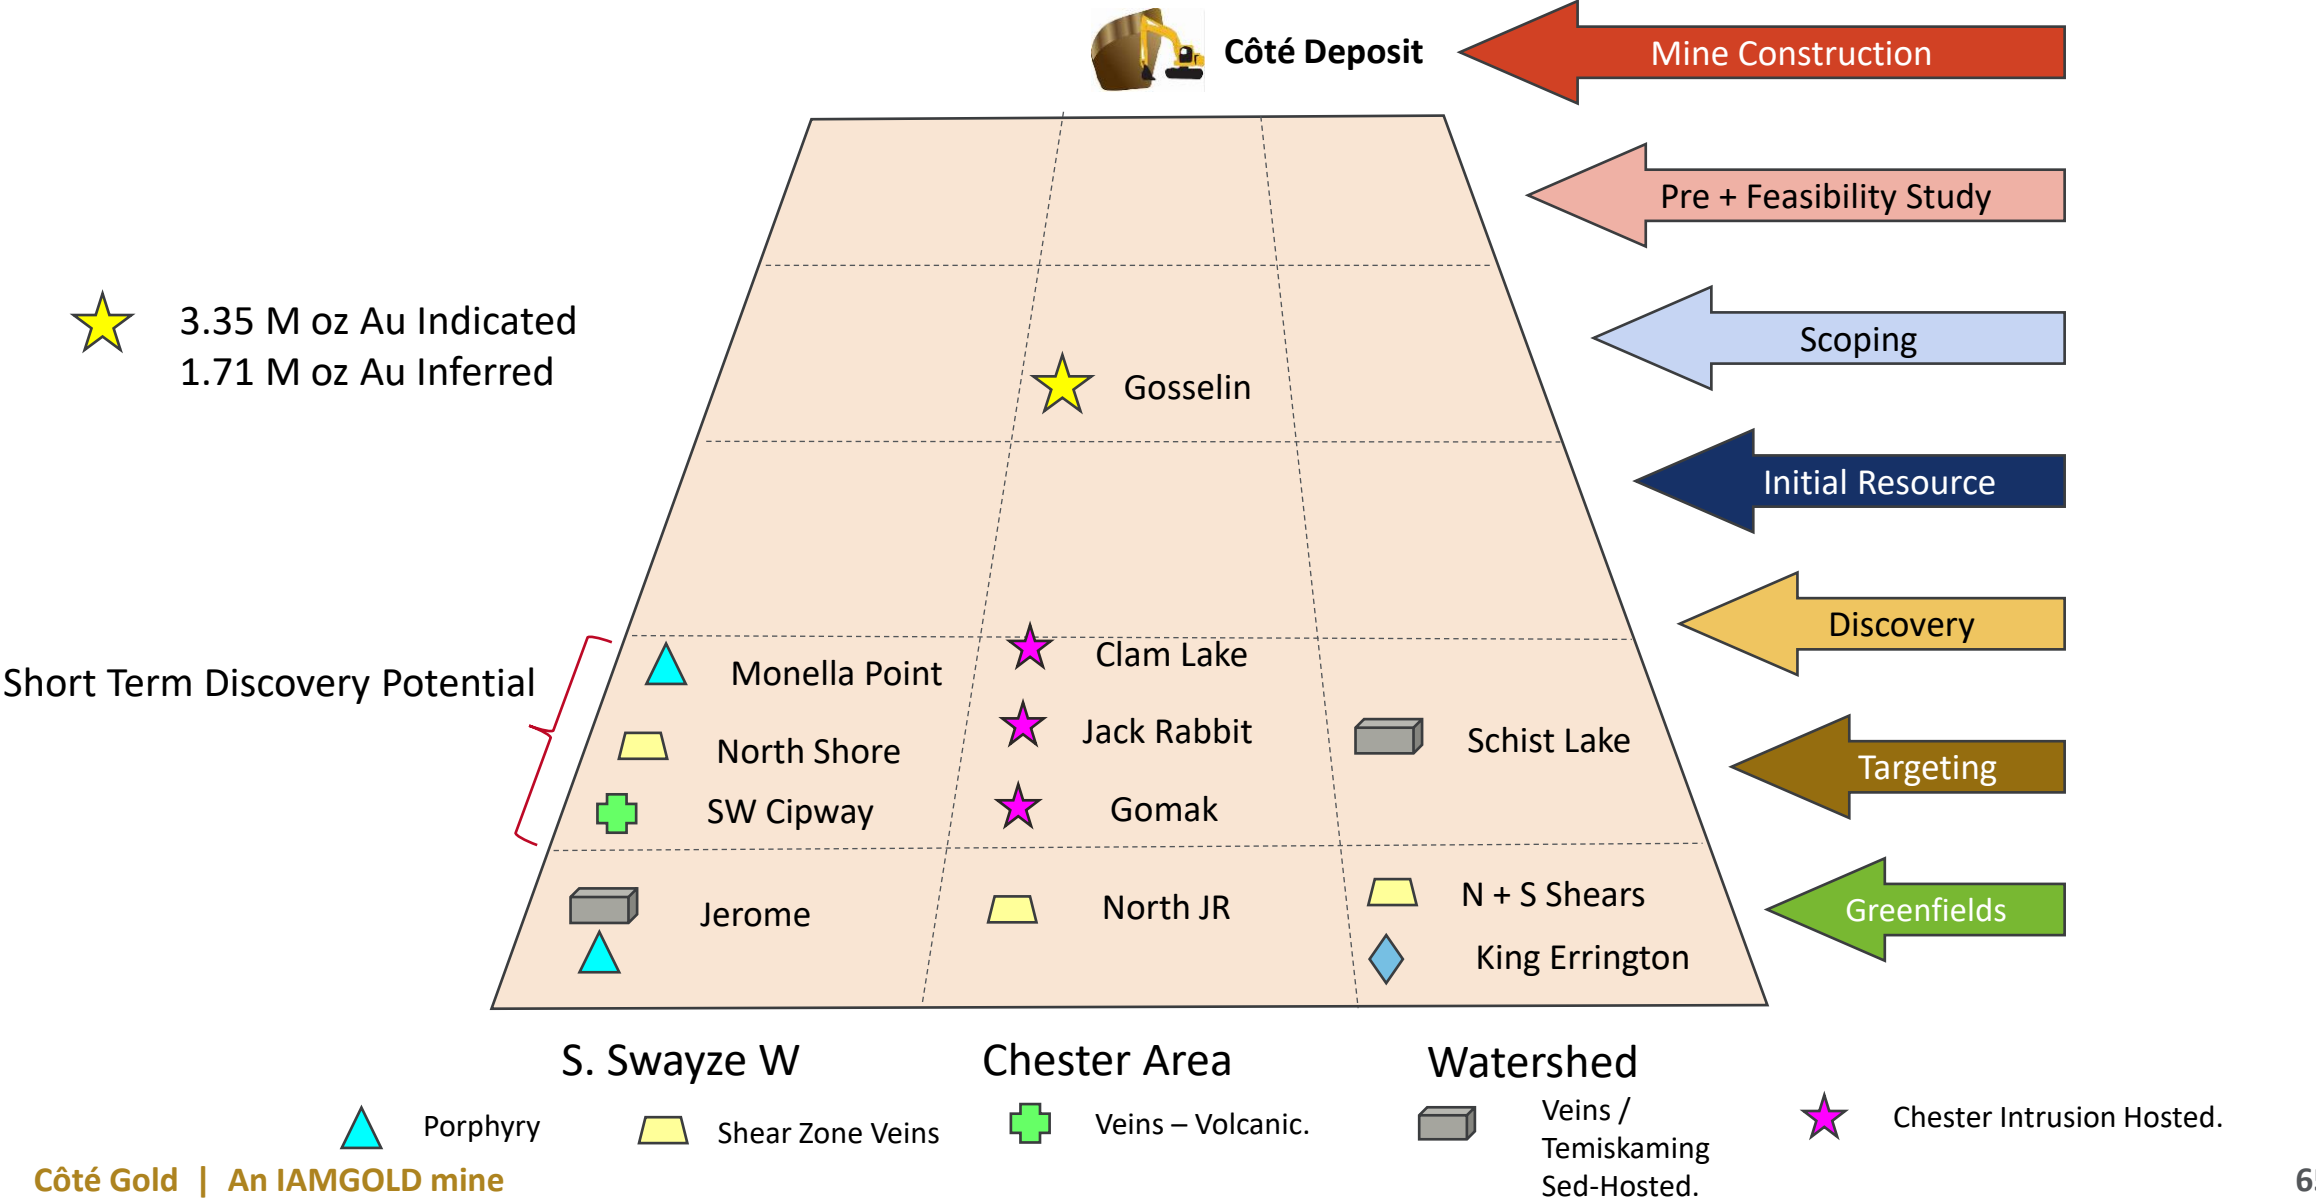 Côté Deposit
Mine Construction
Pre + Feasibility Study
3.35 M oz Au Indicated
1.71 M oz Au Inferred
Scoping
Gosselin
Initial Resource
Discovery
Short Term Discovery Potential
Monella Point
Clam Lake
North Shore
Jack Rabbit
Schist Lake
Targeting
SW Cipway
Gomak
Jerome
North JR
N + S Shears
Greenfields
King Errington
S. Swayze W
Chester Area
Watershed
Porphyry
Shear Zone Veins
Veins – Volcanic.
Veins /
Temiskaming
Sed-Hosted.
Chester Intrusion Hosted.
Côté Gold | An IAMGOLD mine